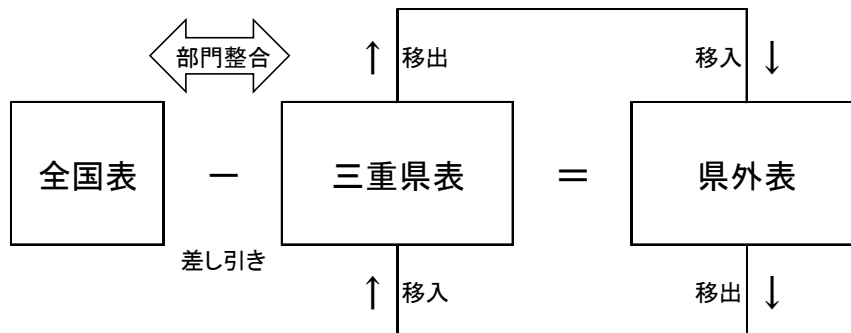 部門整合
↑ 移出
移入 ↓
全国表
－
三重県表
＝
県外表
差し引き
↑ 移入
移出 ↓